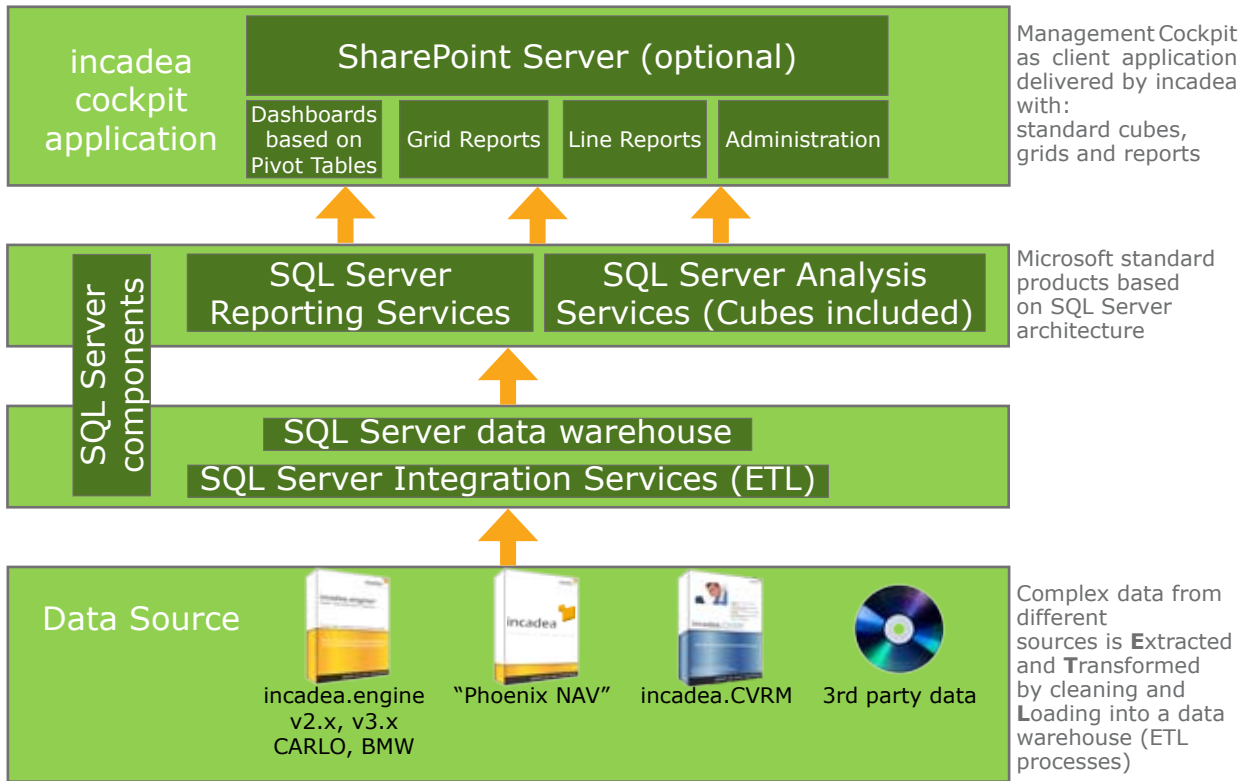 incadea
cockpit
application
SharePoint Server (optional)
Dashboards
based on
Pivot Tables
Grid Reports
Line Reports
Administration
Management Cockpit
as client application
delivered by incadea
with:
standard cubes,
grids and reports
SQL Server
components
SQL Server
Reporting Services
SQL Server Analysis
Services (Cubes included)
Microsoft standard
products based
on SQL Server
architecture
SQL Server data warehouse
SQL Server Integration Services (ETL)
Data Source
incadea.engine
incadea
incadea.CVRM
incadea.engine
v2.x, v3.x
CARLO, BMW
“Phoenix NAV”
incadea.CVRM
3rd party data
Complex data from
different
sources is Extracted
and Transformed
by cleaning and
Loading into a data
warehouse (ETL
processes)